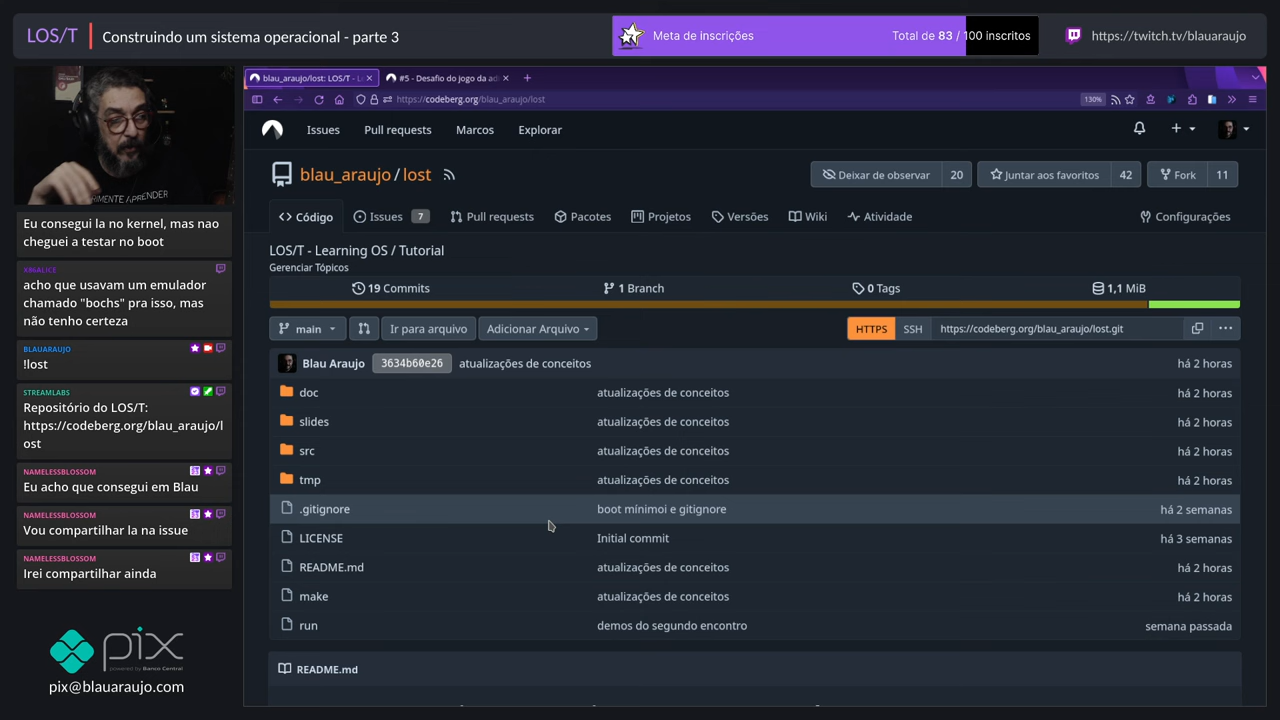 LOS/T
Construindo um sistema operacional - parte 3
Meta de inscrições
Total de 83 / 100 inscritos
https://twitch.tv/blauaraujo
Eu consegui la no kernel, mas nao
cheguei a testar no boot
X86ALICE
acho que usavam um emulador
chamado "bochs" pra isso, mas
não tenho certeza
BLAUARAUJO
!lost
STREAMLABS
Repositório do LOS/T:
https://codeberg.org/blau_araujo/l
ost
NAMELESSBLOSSOM
Eu acho que consegui em Blau
NAMELESSBLOSSOM
Vou compartilhar la na issue
NAMELESSBLOSSOM
Irei compartilhar ainda
pix
powered by Banco Central
pix@blauaraujo.com
blau_araujo/lost: LOS/T - L
#5 - Desafio do jogo da ad
https://codeberg.org/blau_araujo/lost
130%
Issues
Pull requests
Marcos
Explorar
blau_araujo/lost
Deixar de observar
20
Juntar aos favoritos
42
Fork
11
Código
Issues
7
Pull requests
Pacotes
Projetos
Versões
Wiki
Atividade
Configurações
LOS/T - Learning OS / Tutorial
Gerenciar Tópicos
19 Commits
1 Branch
0 Tags
1,1 MiB
main
Ir para arquivo
Adicionar Arquivo
HTTPS
SSH
https://codeberg.org/blau_araujo/lost.git
Blau Araujo
3634b60e26
atualizações de conceitos
há 2 horas
doc
atualizações de conceitos
há 2 horas
slides
atualizações de conceitos
há 2 horas
src
atualizações de conceitos
há 2 horas
tmp
atualizações de conceitos
há 2 horas
.gitignore
boot mínimoi e gitignore
há 2 semanas
LICENSE
Initial commit
há 3 semanas
README.md
atualizações de conceitos
há 2 horas
make
atualizações de conceitos
há 2 horas
run
demos do segundo encontro
semana passada
README.md